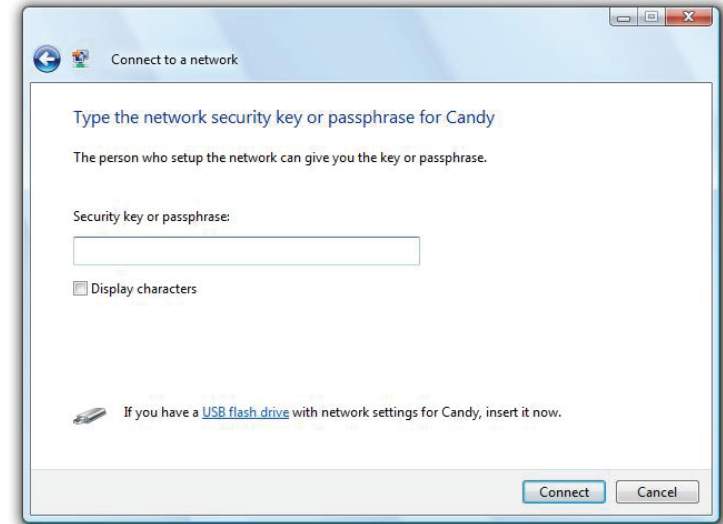 Connect to a network
Type the network security key or passphrase for Candy
The person who setup the network can give you the key or passphrase.
Security key or passphrase:
Display characters
If you have a USB flash drive with network settings for Candy, insert it now.
Connect Cancel